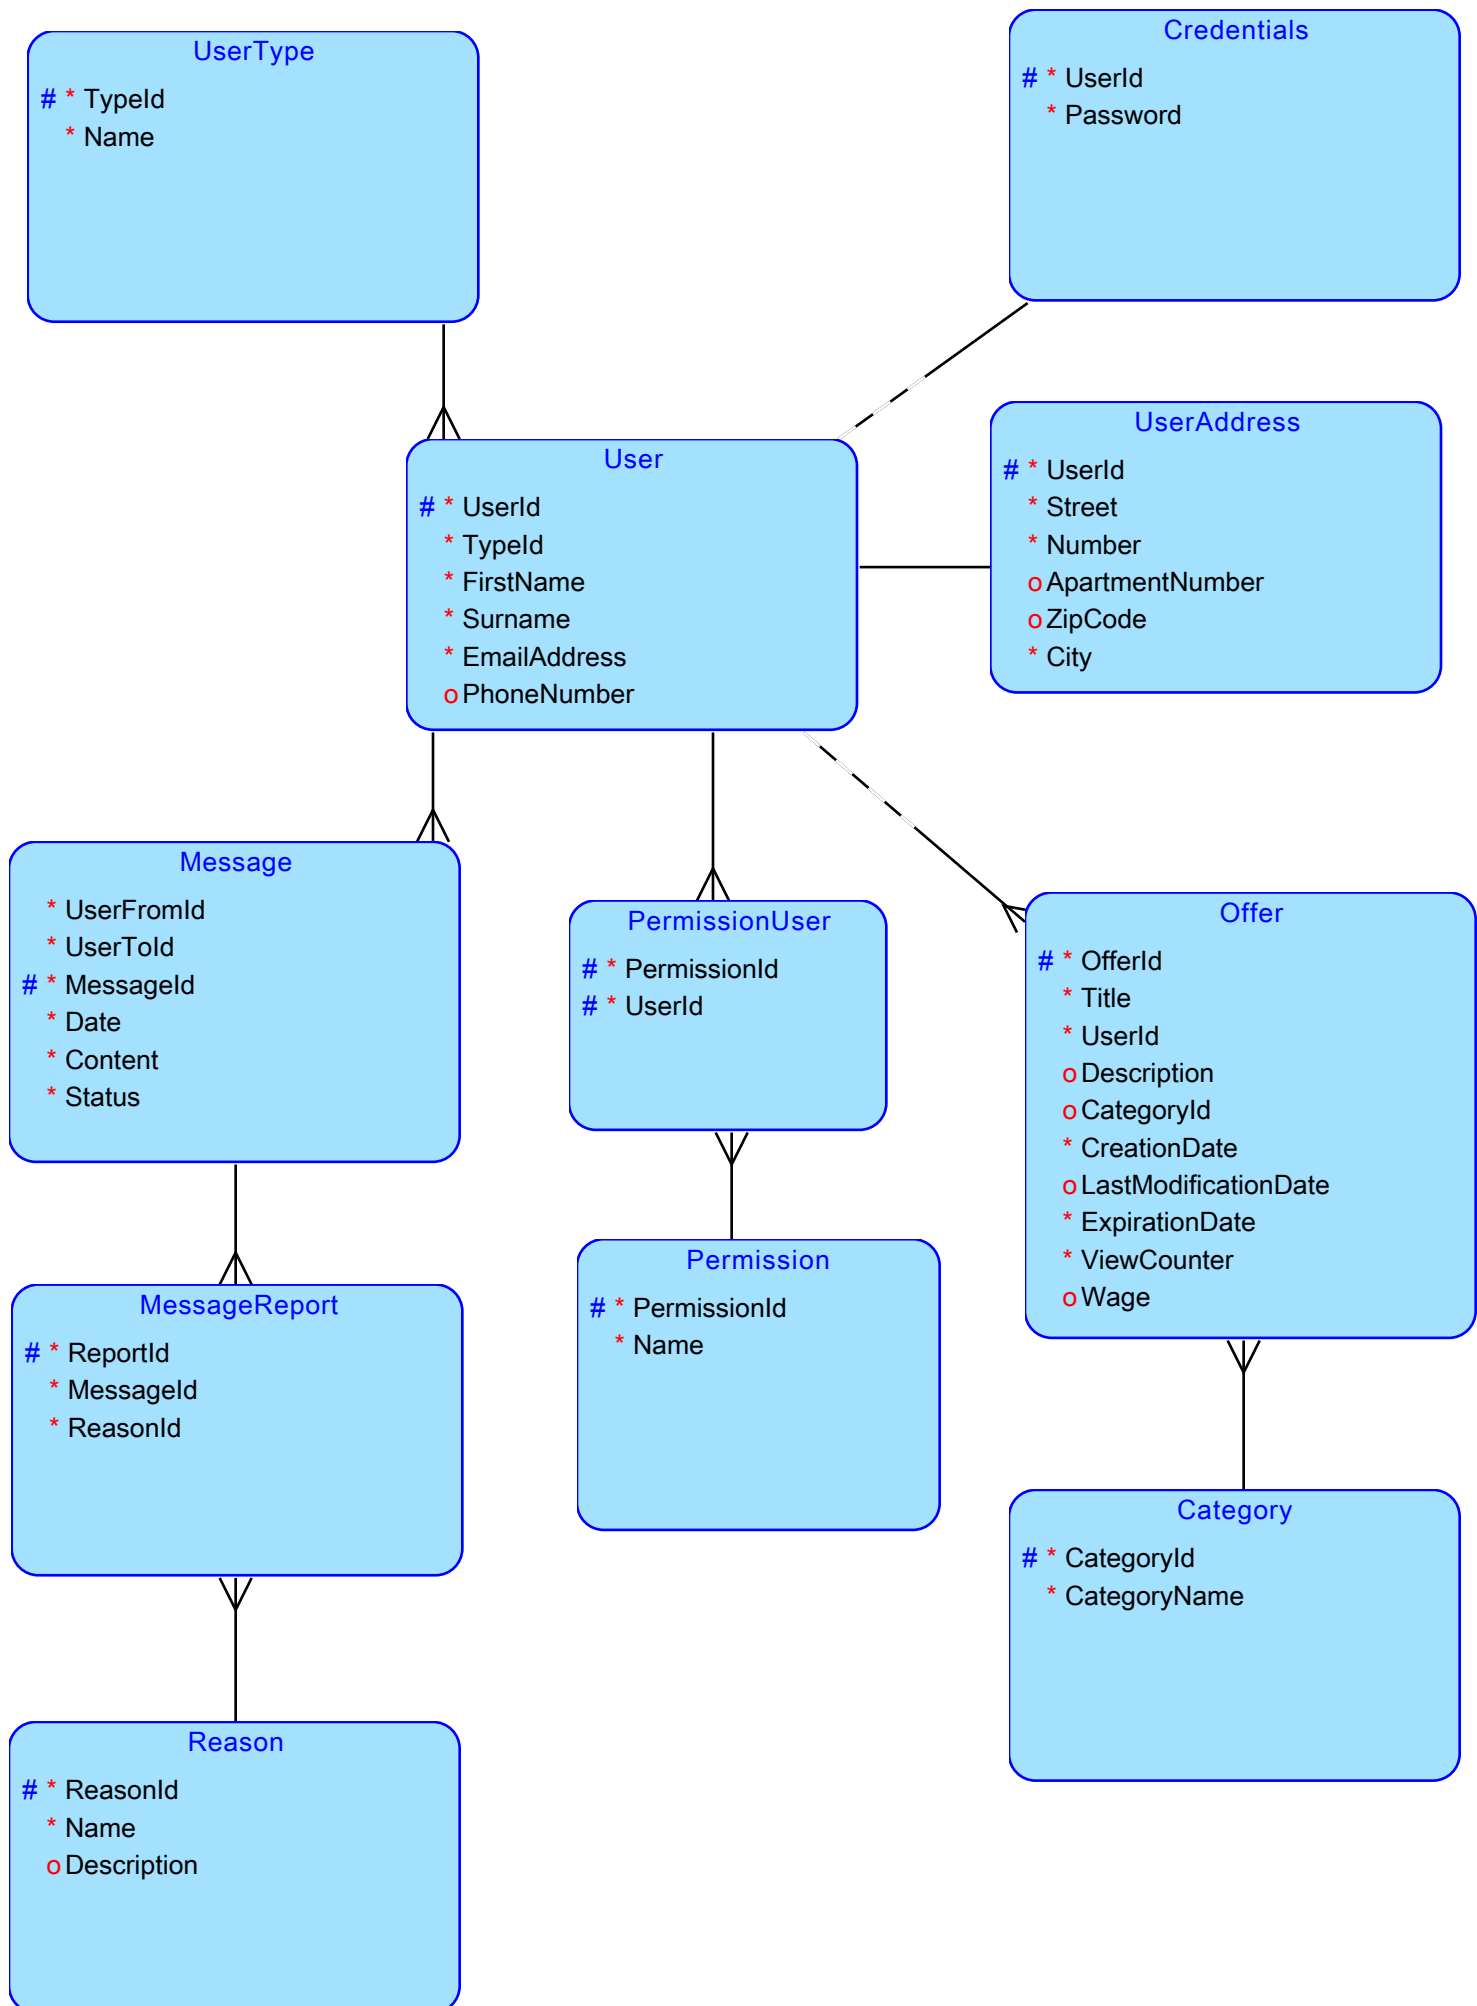 UserType
# * TypeId
* Name
Credentials
# * UserId
* Password
User
# * UserId
* TypeId
* FirstName
* Surname
* EmailAddress
o PhoneNumber
UserAddress
# * UserId
* Street
* Number
o ApartmentNumber
o ZipCode
* City
Message
* UserFromId
* UserToId
# * MessageId
* Date
* Content
* Status
PermissionUser
# * PermissionId
# * UserId
Offer
# * OfferId
* Title
* UserId
o Description
o CategoryId
* CreationDate
o LastModificationDate
* ExpirationDate
* ViewCounter
o Wage
MessageReport
# * ReportId
* MessageId
* ReasonId
Permission
# * PermissionId
* Name
Category
# * CategoryId
* CategoryName
Reason
# * ReasonId
* Name
o Description